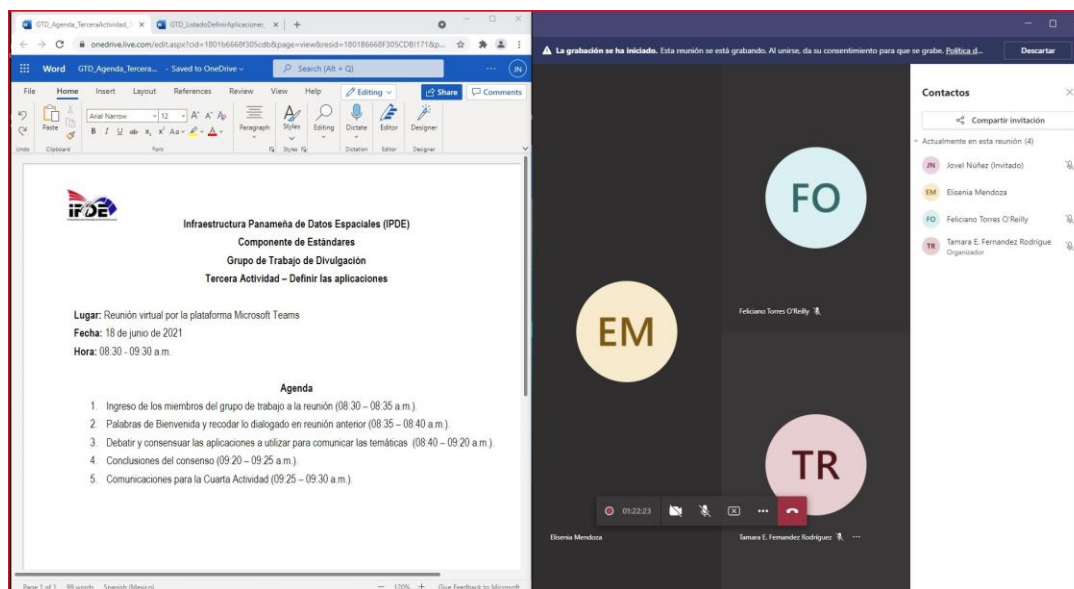 GTD_Agenda_TerceraActividad_
GTD_ListadoDefinirAplicaciones_
onedrive.live.com/edit.aspx?cid=1801b6668f305cdb&page=view&resid=1801B6668F305CDB!171&p...
Word GTD_Agenda_Tercera... - Saved to OneDrive
Search (Alt + Q)
JN
File Home Insert Layout References Review View Help Editing Share Comments
Paste
Arial Narrow 12
B I U ab x, x² Aa A
Paragraph Styles Editing Dictate Editor Designer
Undo Clipboard Font Styles Dictation Editor Designer
IPDE
Infraestructura Panameña de Datos Espaciales (IPDE)
Componente de Estándares
Grupo de Trabajo de Divulgación
Tercera Actividad – Definir las aplicaciones
Lugar: Reunión virtual por la plataforma Microsoft Teams
Fecha: 18 de junio de 2021
Hora: 08:30 - 09:30 a.m.
Agenda
1. Ingreso de los miembros del grupo de trabajo a la reunión (08:30 – 08:35 a.m.).
2. Palabras de Bienvenida y recodar lo dialogado en reunión anterior (08:35 – 08:40 a.m.).
3. Debatir y consensuar las aplicaciones a utilizar para comunicar las temáticas (08:40 – 09:20 a.m.).
4. Conclusiones del consenso (09:20 – 09:25 a.m.).
5. Comunicaciones para la Cuarta Actividad (09:25 – 09:30 a.m.).
Page 1 of 1 99 words Spanish (Mexico) 120% Give Feedback to Microsoft
La grabación se ha iniciado. Esta reunión se está grabando. Al unirse, da su consentimiento para que se grabe. Política d...
Descartar
FO
Feliciano Torres O'Reilly
EM
Elisenia Mendoza
TR
Tamara E. Fernandez Rodríguez
01:22:23
Contactos
Compartir invitación
Actualmente en esta reunión (4)
JN Jovel Núñez (Invitado)
EM Elisenia Mendoza
FO Feliciano Torres O'Reilly
TR Tamara E. Fernandez Rodrígue
Organizador